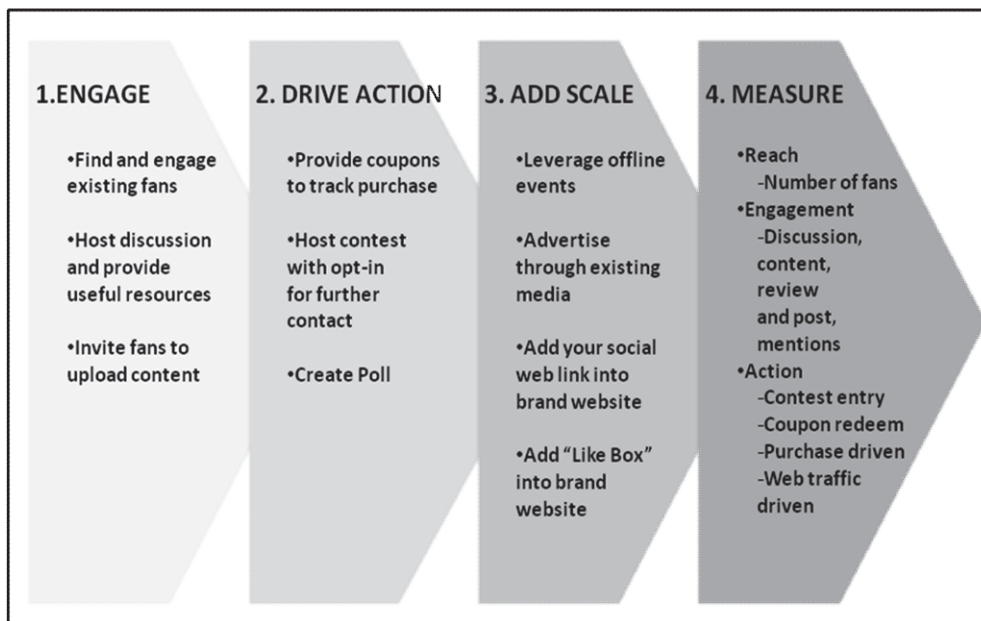 1.ENGAGE
•Find and engage
existing fans
•Host discussion
and provide
useful resources
•Invite fans to
upload content
2. DRIVE ACTION
•Provide coupons
to track purchase
•Host contest
with opt-in
for further
contact
•Create Poll
3. ADD SCALE
•Leverage offline
events
•Advertise
through existing
media
•Add your social
web link into
brand website
•Add “Like Box”
into brand
website
4. MEASURE
•Reach
-Number of fans
•Engagement
-Discussion,
content,
review
and post,
mentions
•Action
-Contest entry
-Coupon redeem
-Purchase driven
-Web traffic
driven